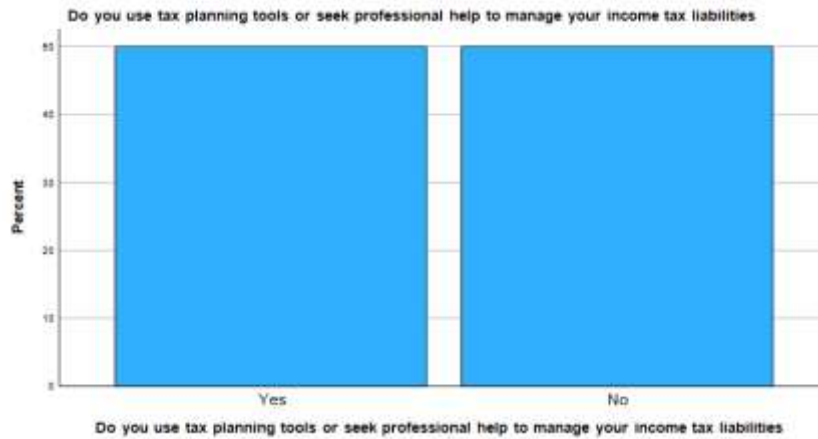 Do you use tax planning tools or seek professional help to manage your income tax liabilities
50
40
30
20
10
0
Percent
Yes No
Do you use tax planning tools or seek professional help to manage your income tax liabilities